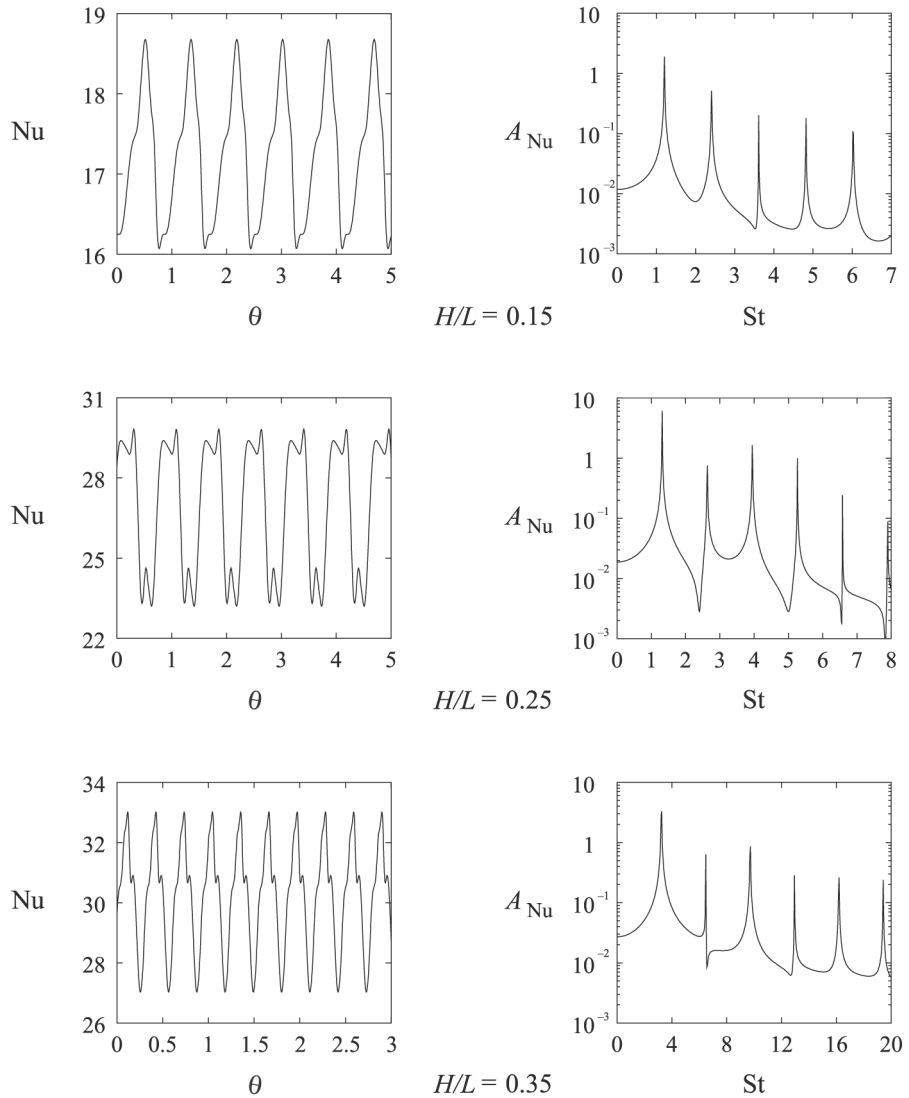 19
18
Nu
17
16
0 1 2 3 4 5
θ
10
1
A Nu
10⁻¹
10⁻²
10⁻³
0 1 2 3 4 5 6 7
St
H/L = 0.15
31
28
Nu
25
22
0 1 2 3 4 5
θ
10
1
A Nu
10⁻¹
10⁻²
10⁻³
0 1 2 3 4 5 6 7 8
St
H/L = 0.25
34
32
Nu
30
28
26
0 0.5 1 1.5 2 2.5 3
θ
10
1
A Nu
10⁻¹
10⁻²
10⁻³
0 4 8 12 16 20
St
H/L = 0.35